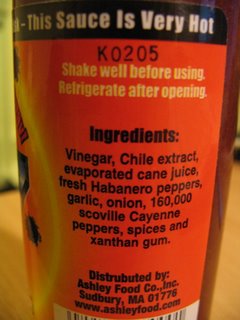 - This Sauce Is Very Hot
K0205
Shake well before using.
Refrigerate after opening.
Ingredients:
Vinegar, Chile extract,
evaporated cane juice,
fresh Habanero peppers,
garlic, onion, 160,000
scoville Cayenne
peppers, spices and
xanthan gum.
Distrubuted by:
Ashley Food Co.,Inc.
Sudbury, MA 01776
www.ashleyfood.com